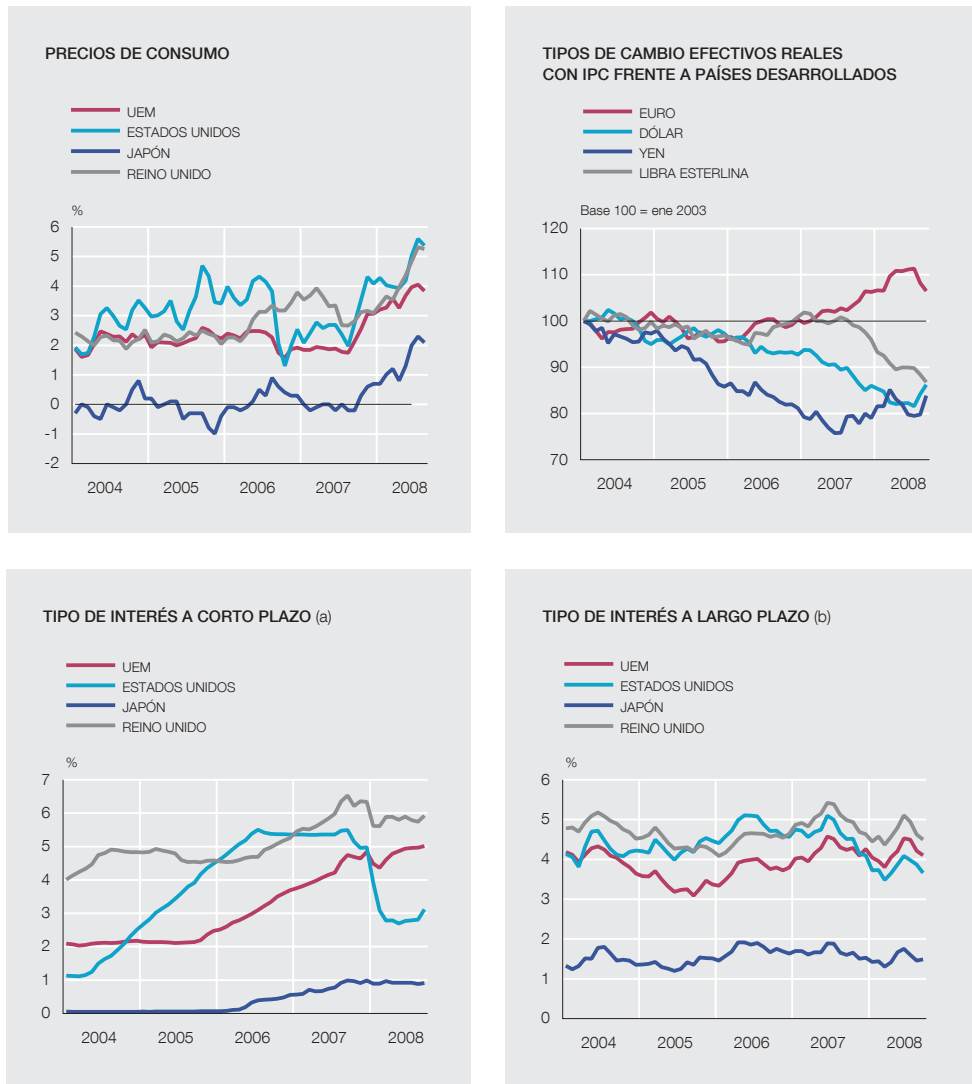 PRECIOS DE CONSUMO
UEM
ESTADOS UNIDOS
JAPÓN
REINO UNIDO
%
6
5
4
3
2
1
0
-1
-2
2004 2005 2006 2007 2008
TIPOS DE CAMBIO EFECTIVOS REALES
CON IPC FRENTE A PAÍSES DESARROLLADOS
EURO
DÓLAR
YEN
LIBRA ESTERLINA
Base 100 = ene 2003
120
110
100
90
80
70
2004 2005 2006 2007 2008
TIPO DE INTERÉS A CORTO PLAZO (a)
UEM
ESTADOS UNIDOS
JAPÓN
REINO UNIDO
%
7
6
5
4
3
2
1
0
2004 2005 2006 2007 2008
TIPO DE INTERÉS A LARGO PLAZO (b)
UEM
ESTADOS UNIDOS
JAPÓN
REINO UNIDO
%
6
5
4
3
2
1
0
2004 2005 2006 2007 2008